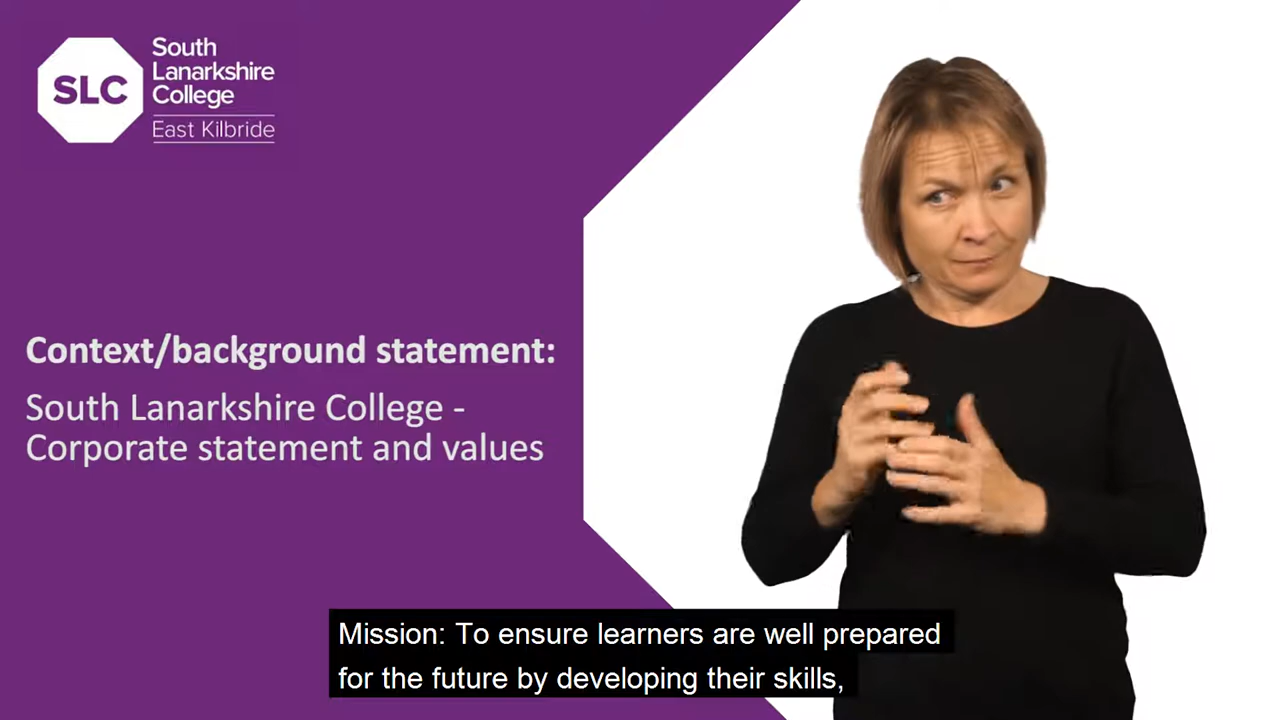 SLC
South
Lanarkshire
College
East Kilbride
Context/background statement:
South Lanarkshire College -
Corporate statement and values
Mission: To ensure learners are well prepared
for the future by developing their skills,